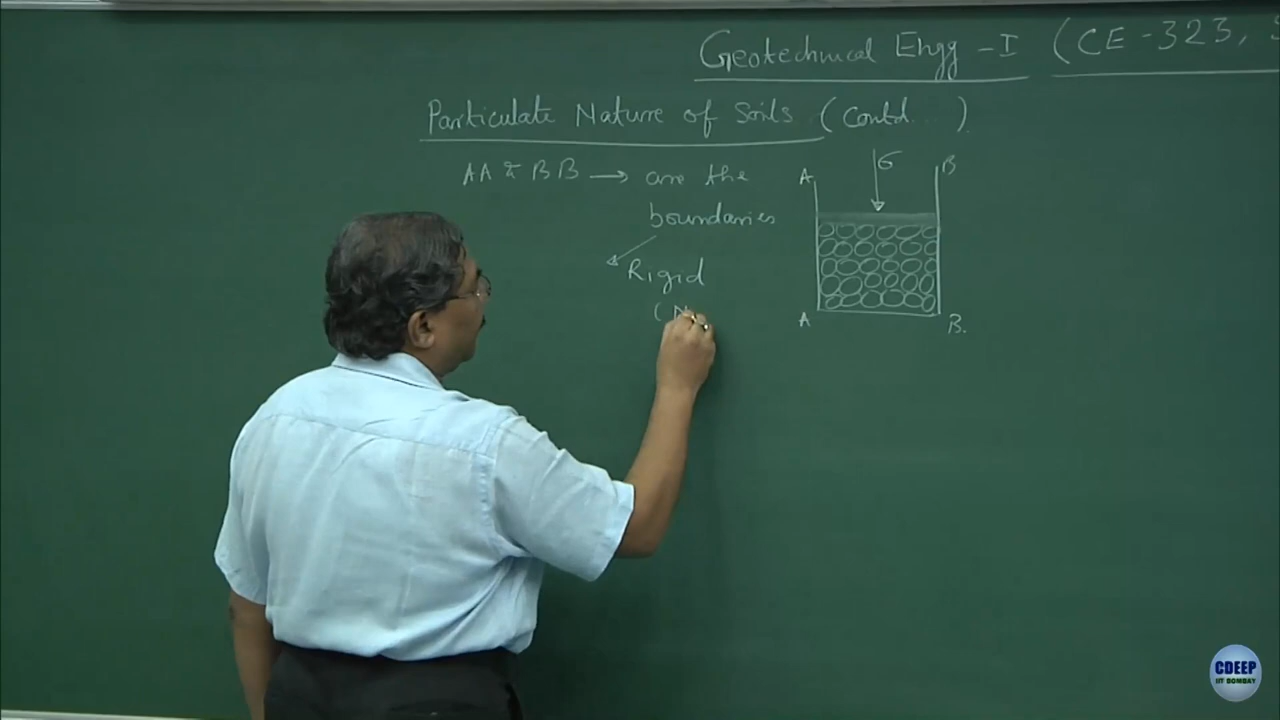 Geotechnical Engg - I (CE-323, S
Particulate Nature of Soils (Contd...)
AA & BB → are the
boundaries
Rigid
(N
A
σ
B
A
B.
CDEEP
IIT BOMBAY